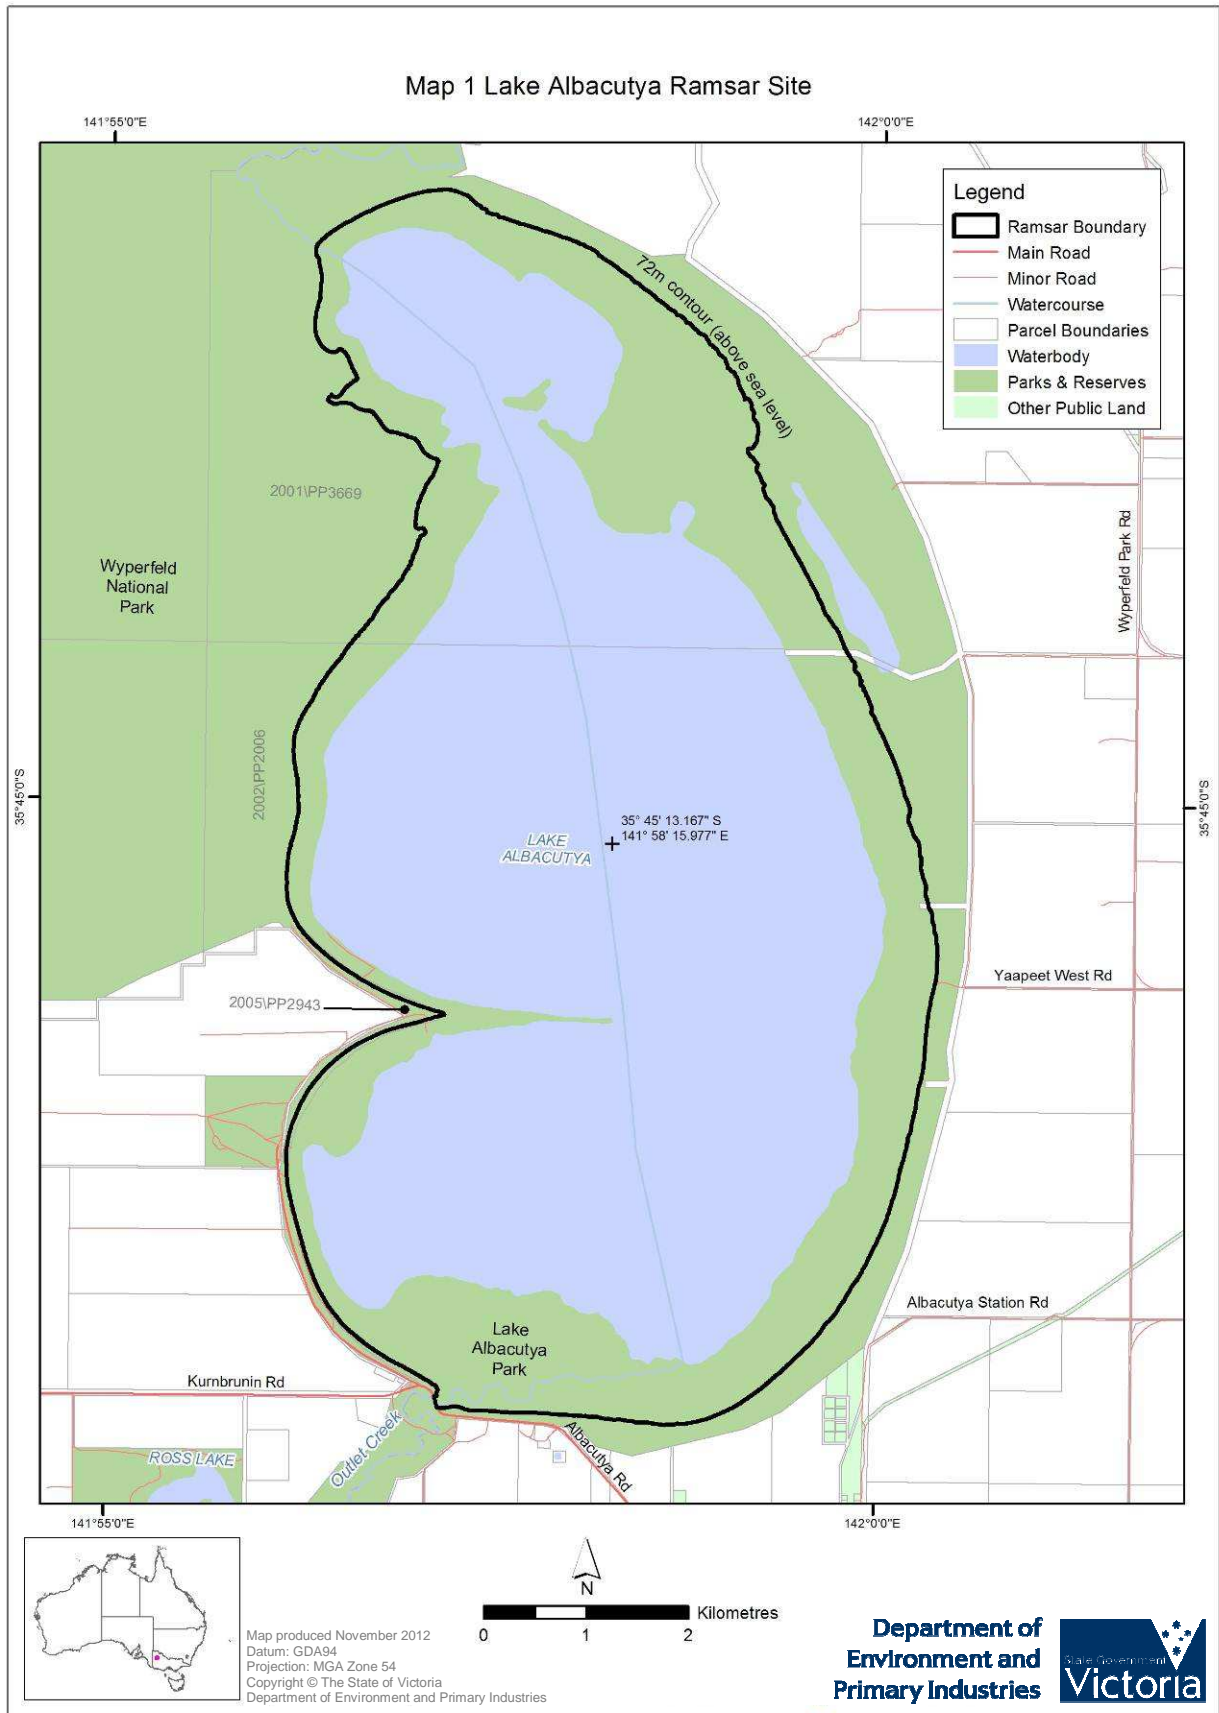 Map 1 Lake Albacutya Ramsar Site
141°55'0"E
142°0'0"E
Legend
Ramsar Boundary
Main Road
Minor Road
Watercourse
Parcel Boundaries
Waterbody
Parks & Reserves
Other Public Land
72m contour (above sea level)
2001\PP3669
Wyperfeld
National
Park
Wyperfeld Park Rd
2002\PP2006
35°45'0"S
35°45'0"S
35° 45' 13.167" S
141° 58' 15.977" E
LAKE
ALBACUTYA
Yaapeet West Rd
2005\PP2943
Albacutya Station Rd
Lake
Albacutya
Park
Kurnbrunin Rd
Outlet Creek
Albacutya Rd
ROSS LAKE
141°55'0"E
142°0'0"E
N
Kilometres
0 1 2
Map produced November 2012
Datum: GDA94
Projection: MGA Zone 54
Copyright © The State of Victoria
Department of Environment and Primary Industries
Department of
Environment and
Primary Industries
State Government
Victoria